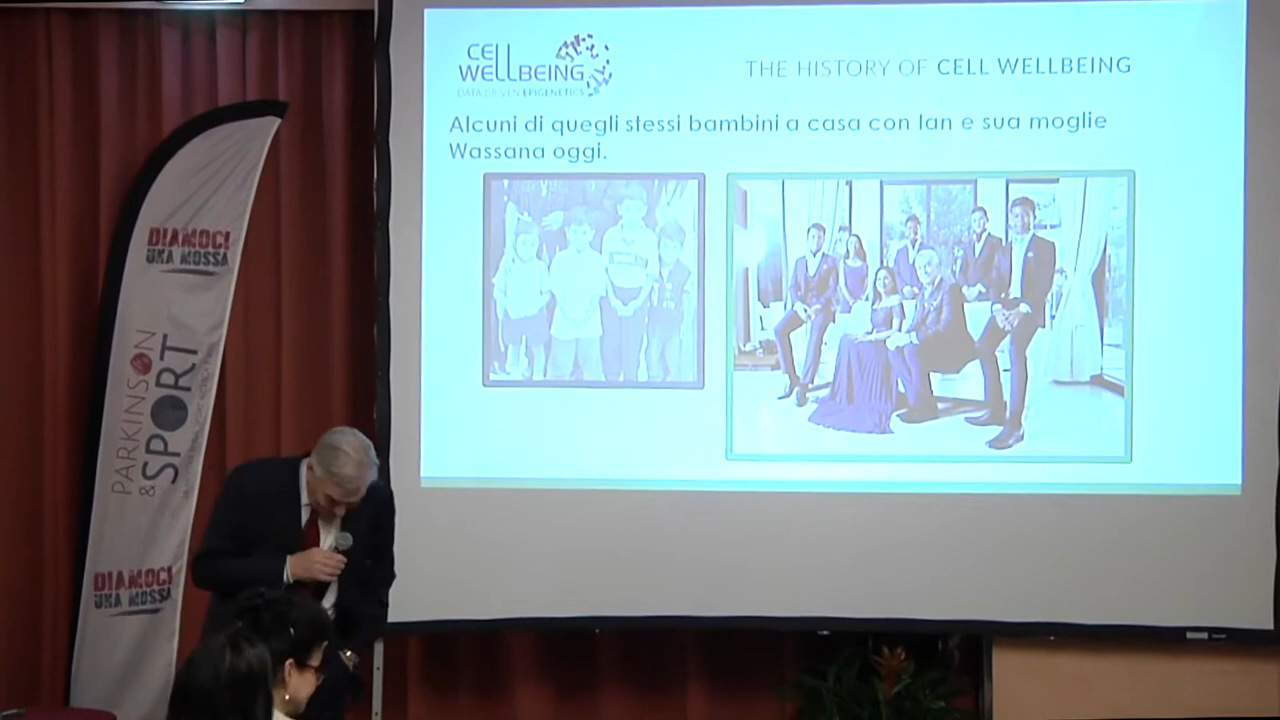 CELL
WELLBEING
DATA DRIVEN EPIGENETICS
THE HISTORY OF CELL WELLBEING
Alcuni di quegli stessi bambini a casa con Ian e sua moglie
Wassana oggi.
DIAMOCI
UNA MOSSA
PARKINSON
& SPORT
DIAMOCI
UNA MOSSA